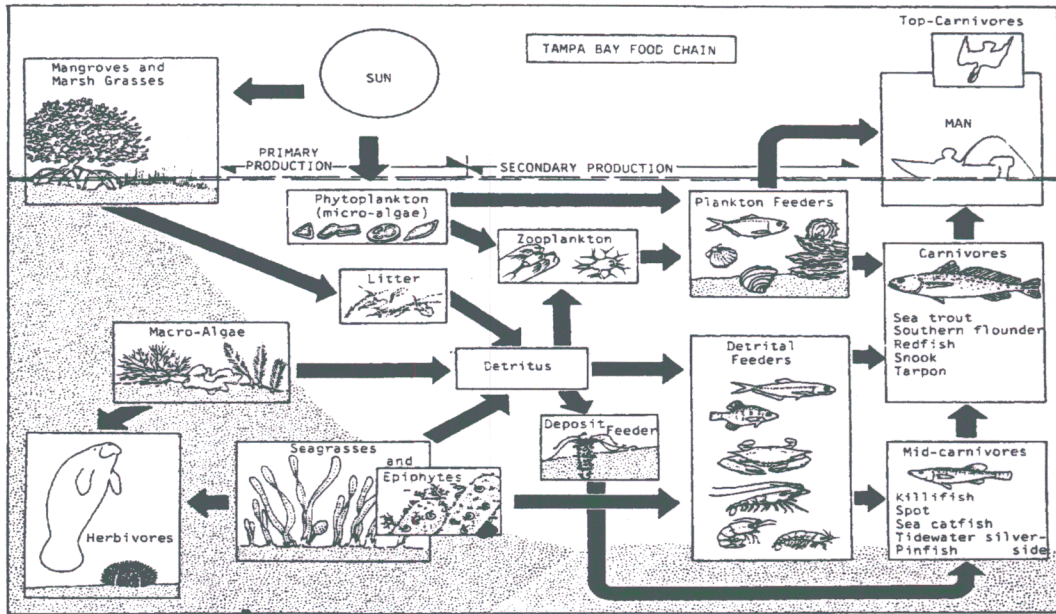 Top-Carnivores
TAMPA BAY FOOD CHAIN
Mangroves and
Marsh Grasses
SUN
MAN
PRIMARY
PRODUCTION
SECONDARY PRODUCTION
Phytoplankton
(micro-algae)
Plankton Feeders
Zooplankton
Carnivores
Litter
Sea trout
Southern flounder
Redfish
Snook
Tarpon
Macro-Algae
Detritus
Detrital
Feeders
Deposit Feeder
Seagrasses
and
Epiphytes
Mid-carnivores
Killifish
Spot
Sea catfish
Tidewater silver-
Pinfish side
Herbivores